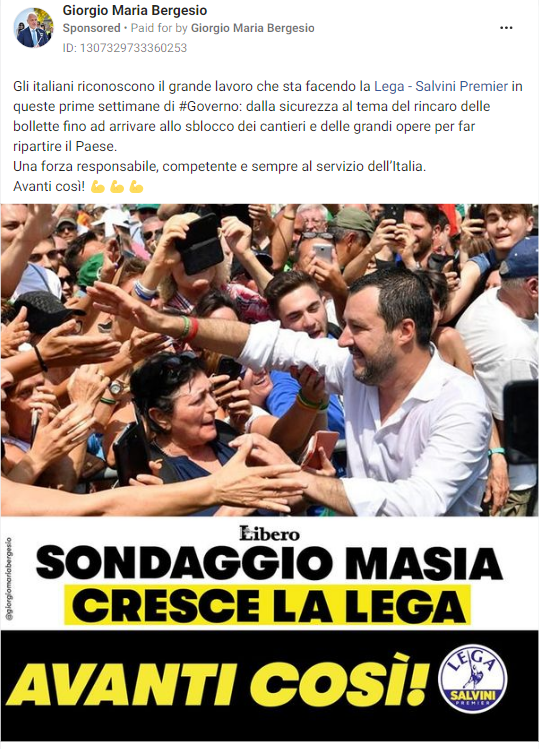 Giorgio Maria Bergesio
Sponsored • Paid for by Giorgio Maria Bergesio
ID: 1307329733360253
Gli italiani riconoscono il grande lavoro che sta facendo la Lega - Salvini Premier in
queste prime settimane di #Governo: dalla sicurezza al tema del rincaro delle
bollette fino ad arrivare allo sblocco dei cantieri e delle grandi opere per far
ripartire il Paese.
Una forza responsabile, competente e sempre al servizio dell'Italia.
Avanti così! 💪💪💪
@giorgiomariabergesio
Libero
SONDAGGIO MASIA
CRESCE LA LEGA
AVANTI COSÌ!
LEGA
SALVINI
PREMIER